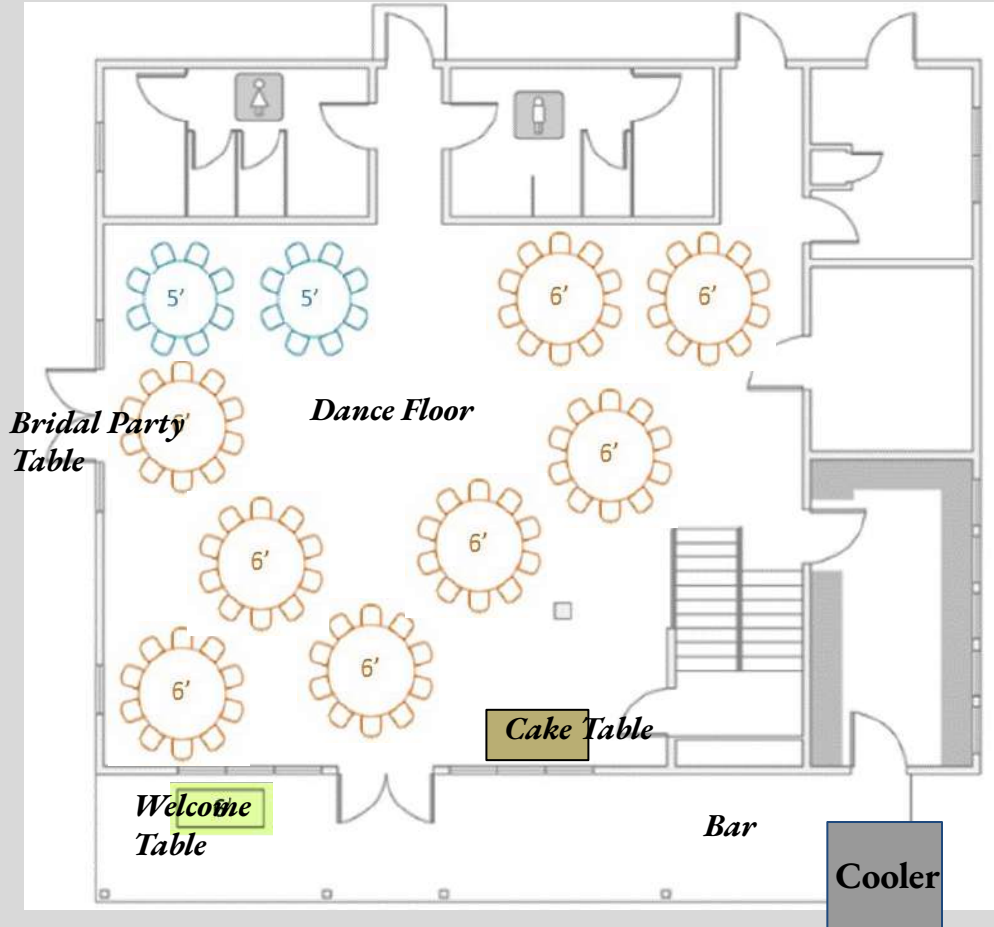 5’
5’
6’
6’
6’
Bridal Party
Table
Dance Floor
6’
6’
6’
6’
6’
Cake Table
Welcome
Table
Bar
Cooler